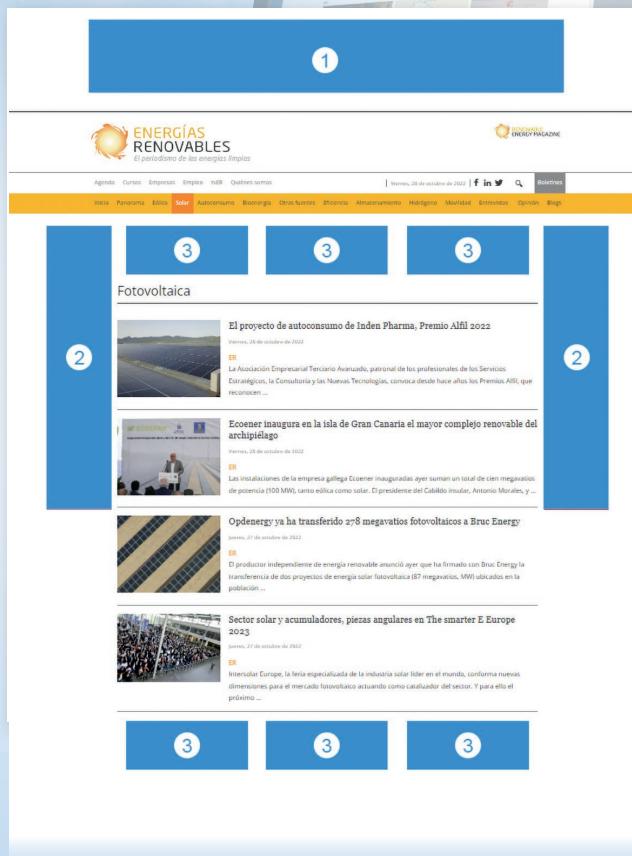 1
ENERGÍAS
RENOVABLES
El periodismo de las energías limpias
RENEWABLE
ENERGY MAGAZINE
Agenda Cursos Empresas Empleo YoER Quiénes somos
Viernes, 28 de octubre de 2022
Boletines
Inicio Panorama Eólica Solar Autoconsumo Bioenergía Otras fuentes Eficiencia Almacenamiento Hidrógeno Movilidad Entrevistas Opinión Blogs
3 3 3
2 2
Fotovoltaica
El proyecto de autoconsumo de Inden Pharma, Premio Alfil 2022
Viernes, 28 de octubre de 2022
ER
La Asociación Empresarial Terciario Avanzado, patronal de los profesionales de los Servicios
Estratégicos, la Consultoría y las Nuevas Tecnologías, convoca desde hace años los Premios Alfil, que
reconocen ...
Ecoener inaugura en la isla de Gran Canaria el mayor complejo renovable del
archipiélago
Viernes, 28 de octubre de 2022
ER
Las instalaciones de la empresa gallega Ecoener inauguradas ayer suman un total de cien megavatios
de potencia (100 MW), tanto eólica como solar. El presidente del Cabildo insular, Antonio Morales, y ...
Opdenergy ya ha transferido 278 megavatios fotovoltaicos a Bruc Energy
Jueves, 27 de octubre de 2022
ER
El productor independiente de energía renovable anunció ayer que ha firmado con Bruc Energy la
transferencia de dos proyectos de energía solar fotovoltaica (87 megavatios, MW) ubicados en la
población ...
Sector solar y acumuladores, piezas angulares en The smarter E Europe
2023
Jueves, 27 de octubre de 2022
ER
Intersolar Europe, la feria especializada de la industria solar líder en el mundo, conforma nuevas
dimensiones para el mercado fotovoltaico actuando como catalizador del sector. Y para ello el
próximo ...
3 3 3